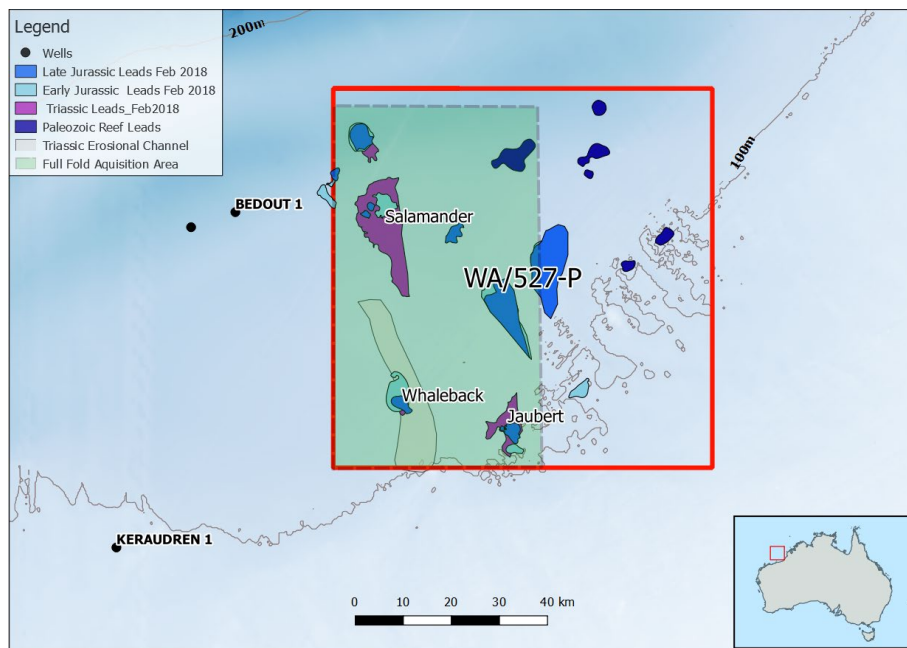 Legend
Wells
Late Jurassic Leads Feb 2018
Early Jurassic Leads Feb 2018
Triassic Leads_Feb2018
Paleozoic Reef Leads
Triassic Erosional Channel
Full Fold Aquisition Area
200m
100m
BEDOUT 1
Salamander
WA/527-P
Whaleback
Jaubert
KERAUDREN 1
0 10 20 30 40 km